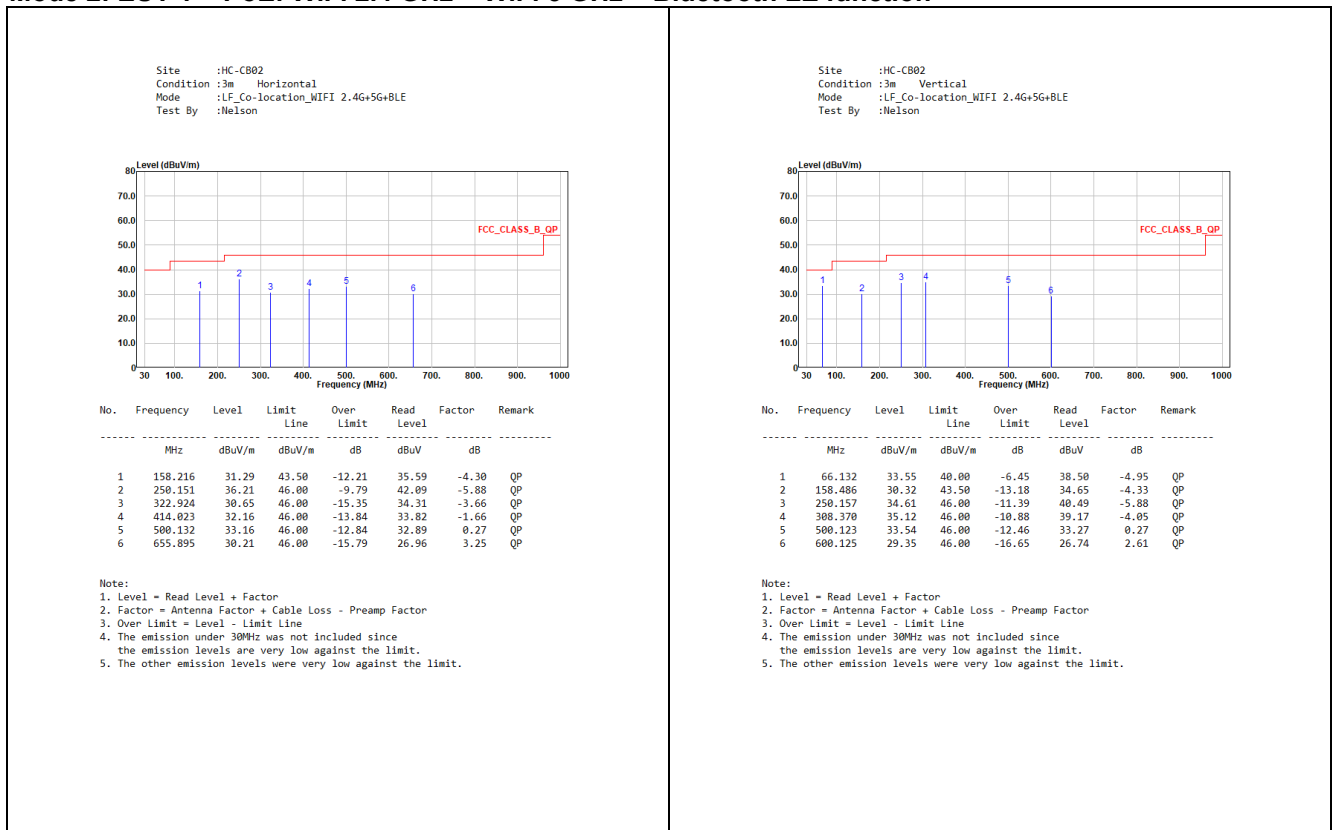 Mode 2: EUT 1 WIFI 2.4 GHz WIFI 5 GHz Bluetooth LE function
Site :HC-CB02
Condition :3m Horizontal
Mode :LF_Co-location_WIFI 2.4G+5G+BLE
Test By :Nelson
Level (dBuV/m)
80
70.0
60.0
FCC_CLASS_B_QP
50.0
40.0
30.0
20.0
10.0
0
1 2 3 4 5 6
30 100. 200. 300. 400. 500. 600. 700. 800. 900. 1000
Frequency (MHz)
No. Frequency Level Limit Over Read Factor Remark
Line Limit Level
------ ----------- -------- --------- --------- -------- -------- ---------
MHz dBuV/m dBuV/m dB dBuV dB
1 158.216 31.29 43.50 -12.21 35.59 -4.30 QP
2 250.151 36.21 46.00 -9.79 42.09 -5.88 QP
3 322.924 30.65 46.00 -15.35 34.31 -3.66 QP
4 414.023 32.16 46.00 -13.84 33.82 -1.66 QP
5 500.132 33.16 46.00 -12.84 32.89 0.27 QP
6 655.895 30.21 46.00 -15.79 26.96 3.25 QP
Note:
1. Level = Read Level + Factor
2. Factor = Antenna Factor + Cable Loss - Preamp Factor
3. Over Limit = Level - Limit Line
4. The emission under 30MHz was not included since
the emission levels are very low against the limit.
5. The other emission levels were very low against the limit.
Site :HC-CB02
Condition :3m Vertical
Mode :LF_Co-location_WIFI 2.4G+5G+BLE
Test By :Nelson
Level (dBuV/m)
80
70.0
60.0
FCC_CLASS_B_QP
50.0
40.0
30.0
20.0
10.0
0
1 2 3 4 5 6
30 100. 200. 300. 400. 500. 600. 700. 800. 900. 1000
Frequency (MHz)
No. Frequency Level Limit Over Read Factor Remark
Line Limit Level
------ ----------- -------- --------- --------- -------- -------- ---------
MHz dBuV/m dBuV/m dB dBuV dB
1 66.132 33.55 40.00 -6.45 38.50 -4.95 QP
2 158.486 30.32 43.50 -13.18 34.65 -4.33 QP
3 250.157 34.61 46.00 -11.39 40.49 -5.88 QP
4 308.370 35.12 46.00 -10.88 39.17 -4.05 QP
5 500.123 33.54 46.00 -12.46 33.27 0.27 QP
6 600.125 29.35 46.00 -16.65 26.74 2.61 QP
Note:
1. Level = Read Level + Factor
2. Factor = Antenna Factor + Cable Loss - Preamp Factor
3. Over Limit = Level - Limit Line
4. The emission under 30MHz was not included since
the emission levels are very low against the limit.
5. The other emission levels were very low against the limit.